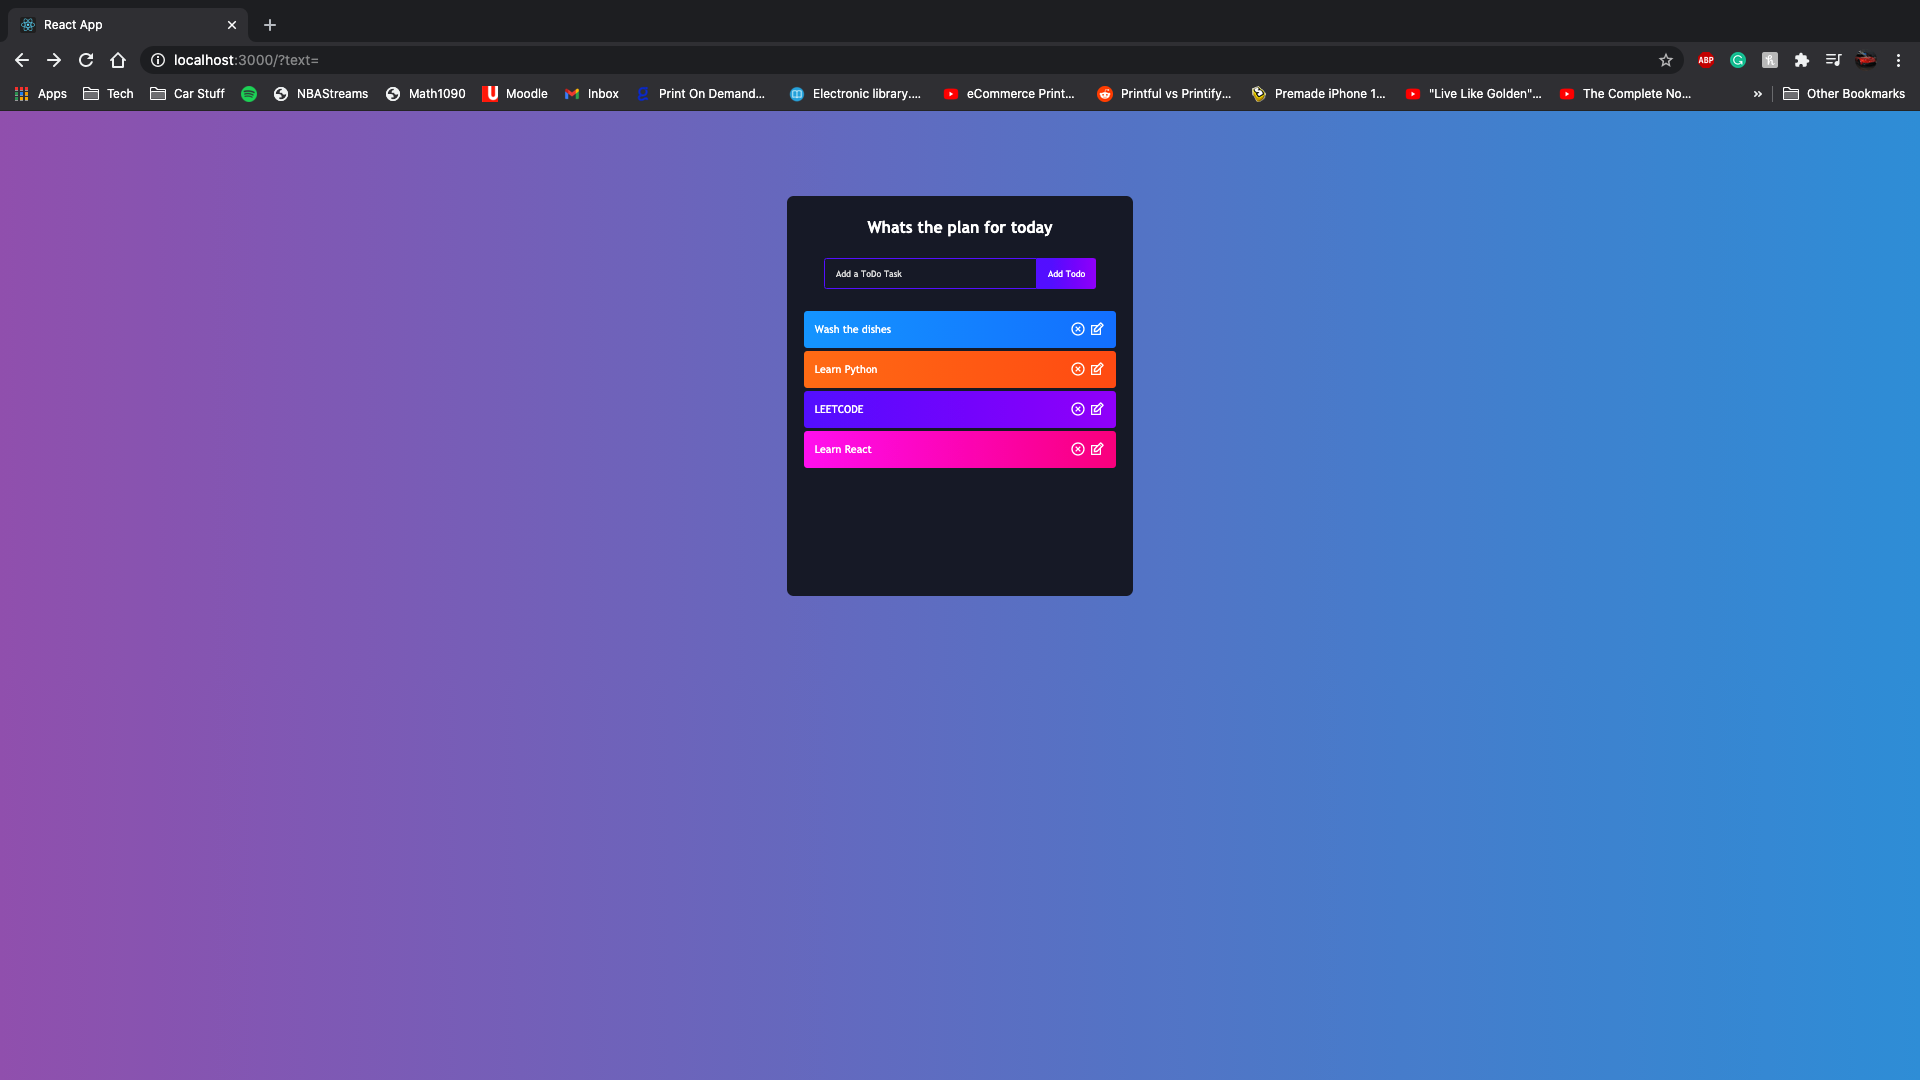 React App
localhost:3000/?text=
ABP
Apps Tech Car Stuff NBAStreams Math1090 Moodle Inbox Print On Demand... Electronic library.... eCommerce Print... Printful vs Printify... Premade iPhone 1... "Live Like Golden"... The Complete No... » Other Bookmarks
Whats the plan for today
Add a ToDo Task Add Todo
Wash the dishes
Learn Python
LEETCODE
Learn React